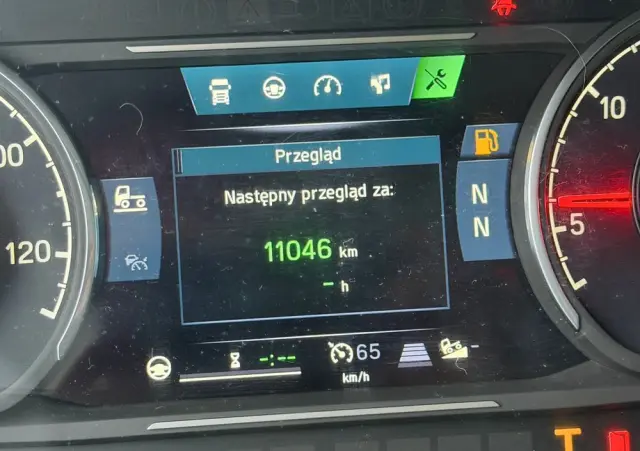 Przegląd
Następny przegląd za:
11046 km
- h
N
N
120
10
5
-:--
65
km/h
-
T